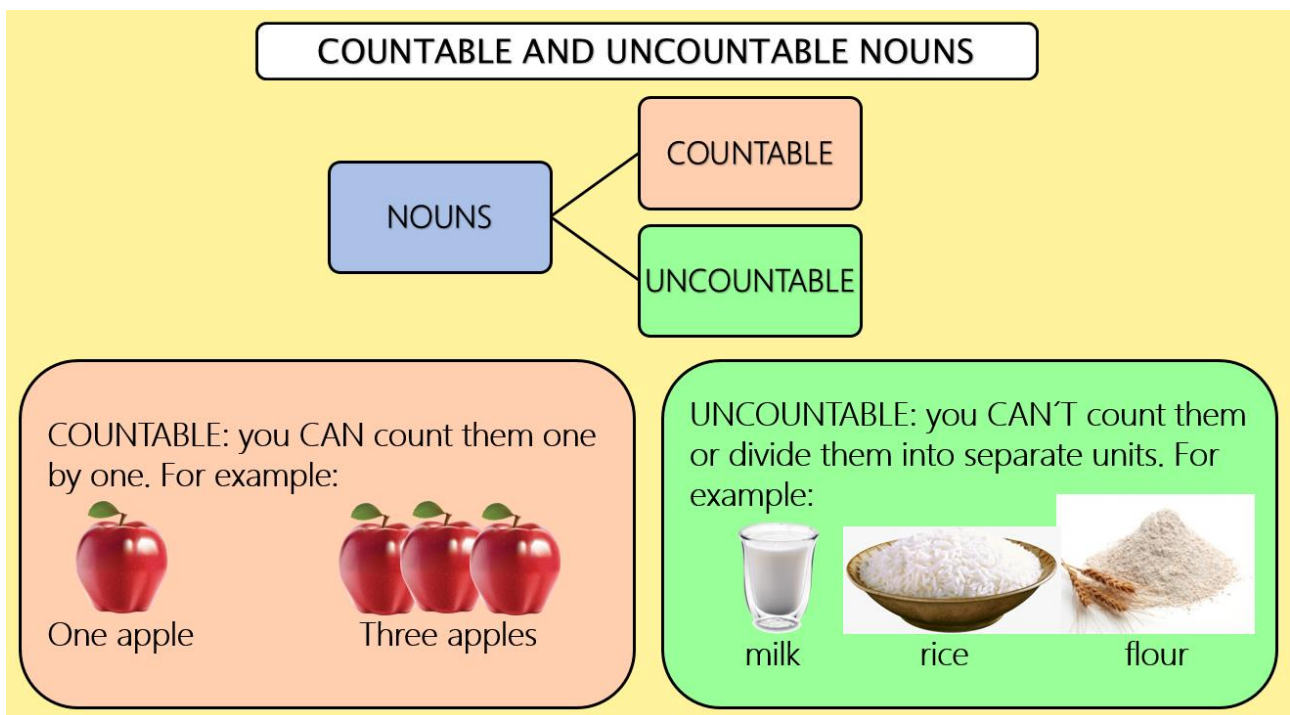 COUNTABLE AND UNCOUNTABLE NOUNS
COUNTABLE
NOUNS
UNCOUNTABLE
COUNTABLE: you CAN count them one
by one. For example:
One apple
Three apples
UNCOUNTABLE: you CAN´T count them
or divide them into separate units. For
example:
milk
rice
flour